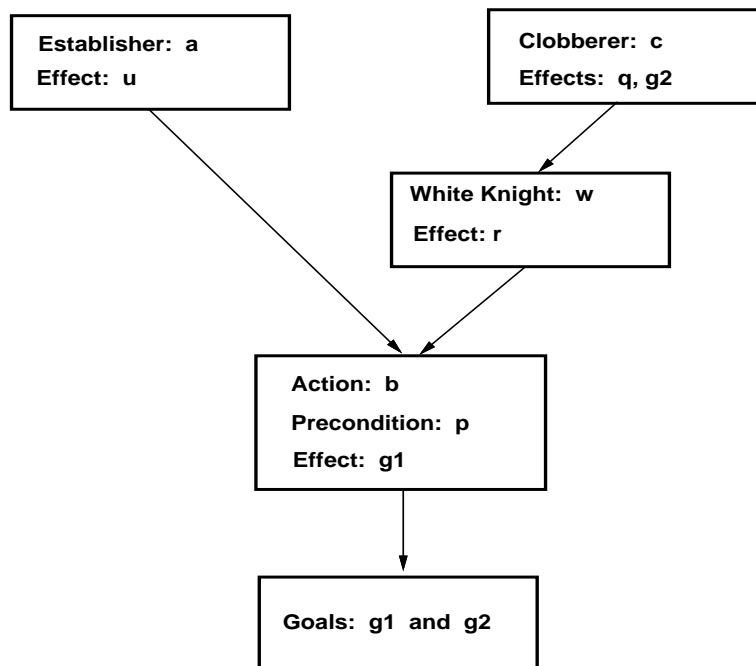 Establisher: a
Effect: u
Clobberer: c
Effects: q, g2
White Knight: w
Effect: r
Action: b
Precondition: p
Effect: g1
Goals: g1 and g2